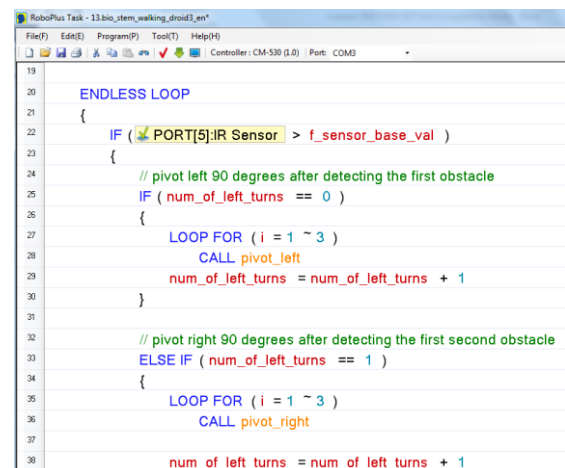 RoboPlus Task - 13.bio_stem_walking_droid3_en*
File(F) Edit(E) Program(P) Tool(T) Help(H)
Controller : CM-530 (1.0) Port: COM3
19
20 ENDLESS LOOP
21 {
22 IF ( PORT[5]:IR Sensor > f_sensor_base_val )
23 {
24 // pivot left 90 degrees after detecting the first obstacle
25 IF ( num_of_left_turns == 0 )
26 {
27 LOOP FOR ( i = 1 ~ 3 )
28 CALL pivot_left
29 num_of_left_turns = num_of_left_turns + 1
30 }
31
32 // pivot right 90 degrees after detecting the first second obstacle
33 ELSE IF ( num_of_left_turns == 1 )
34 {
35 LOOP FOR ( i = 1 ~ 3 )
36 CALL pivot_right
37
38 num_of_left_turns = num_of_left_turns + 1